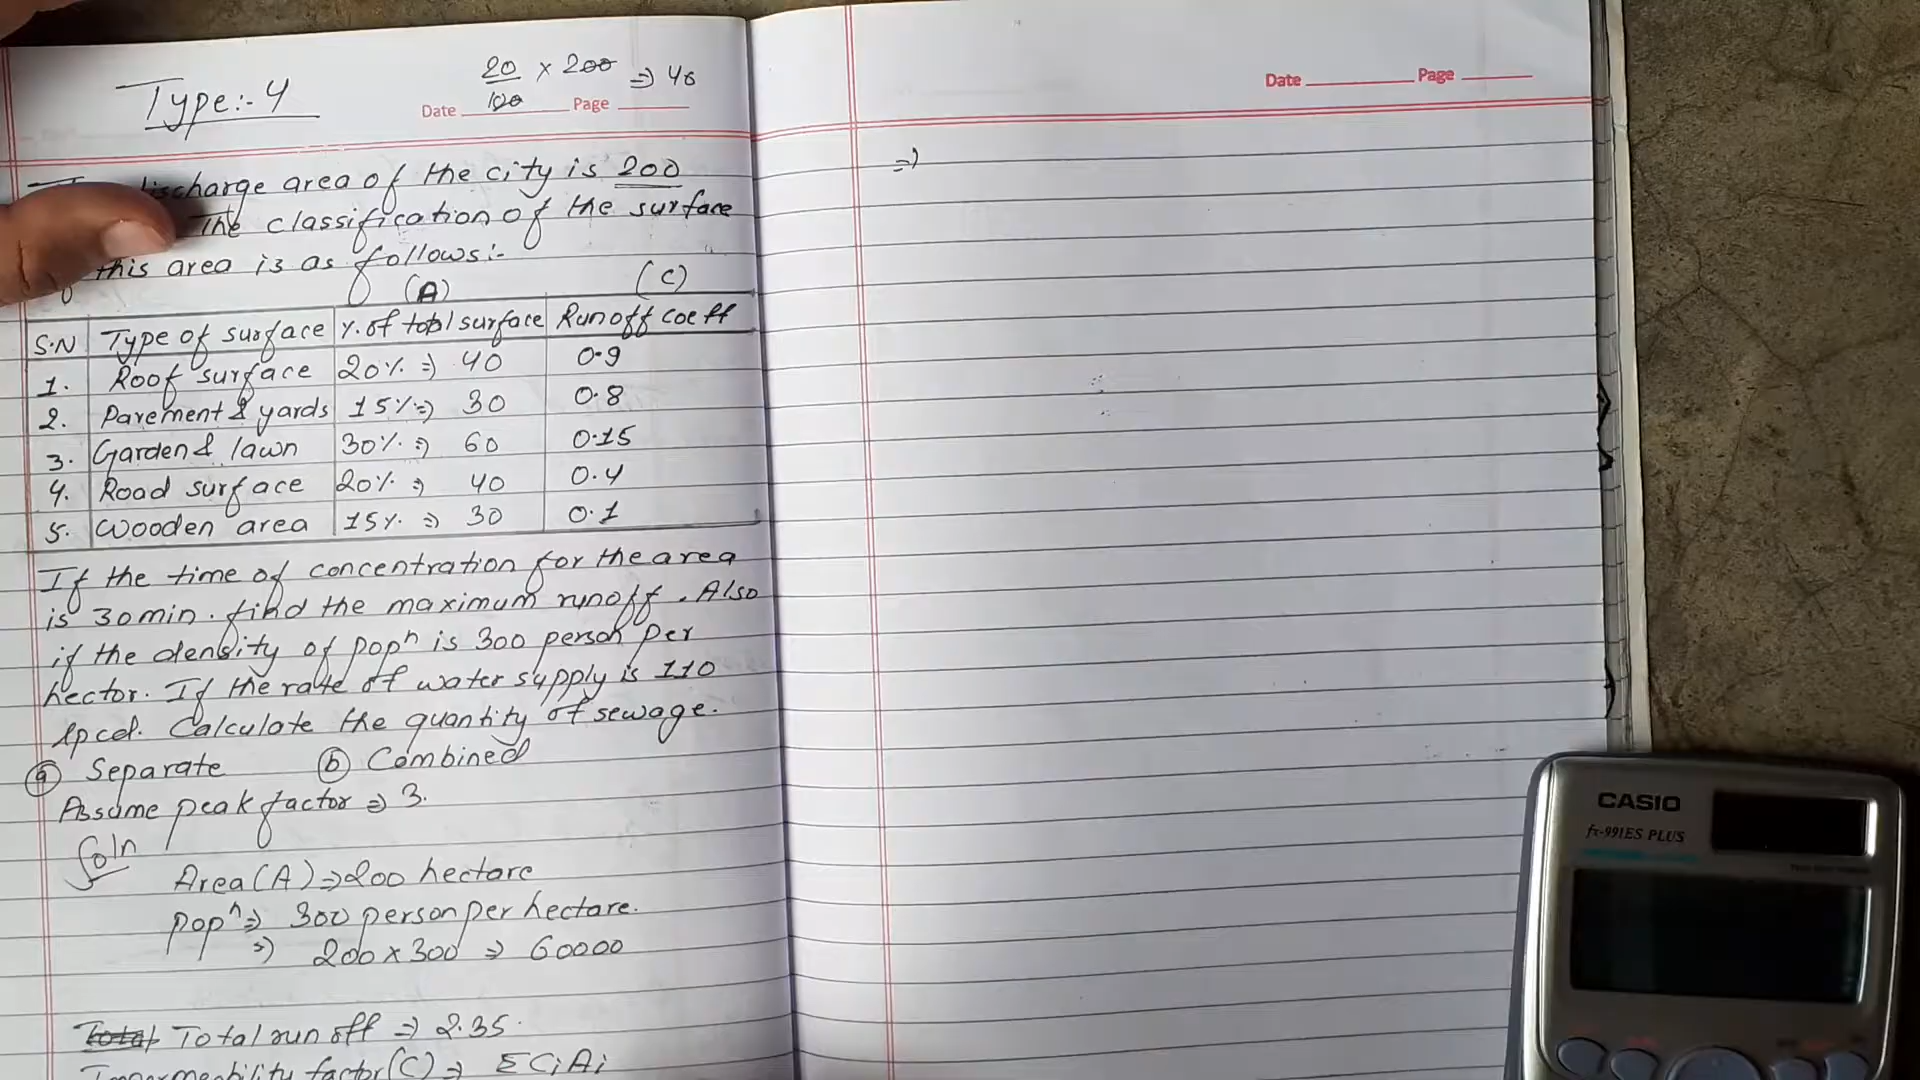 Type:- 4
20/100 × 200 ⇒ 40
Date Page
Date Page
discharge area of the city is 200
The classification of the surface
this area is as follows:-
(A) (C)
S.N Type of surface %. of total surface Runoff coeff
1. Roof surface 20% ⇒ 40 0.9
2. Pavement & yards 15% ⇒ 30 0.8
3. Garden & lawn 30% ⇒ 60 0.15
4. Road surface 20% ⇒ 40 0.4
5. Wooden area 15% ⇒ 30 0.1
If the time of concentration for the area
is 30 min. find the maximum runoff. Also
if the density of popⁿ is 300 person per
hector. If the rate of water supply is 110
lpcd. Calculate the quantity of sewage.
(a) Separate (b) Combined
Assume peak factor ⇒ 3.
Soln
Area (A) ⇒ 200 hectare
popⁿ ⇒ 300 person per hectare.
⇒ 200 × 300 ⇒ 60000
Total run off ⇒ 2.35
Impermeability factor (C) ⇒ ΣCiAi
⇒
CASIO
fx-991ES PLUS